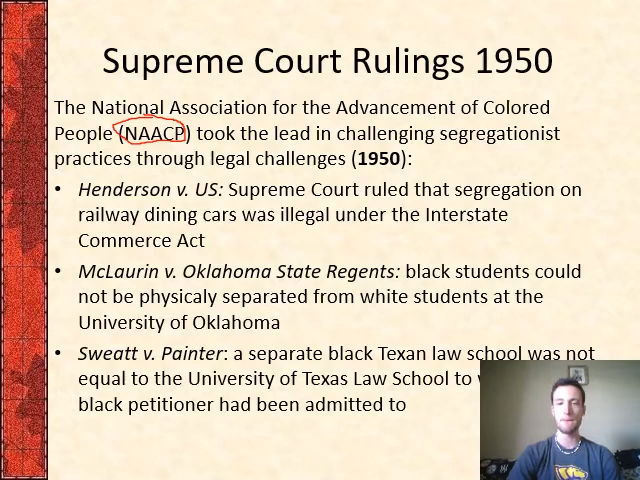 Supreme Court Rulings 1950
The National Association for the Advancement of Colored
People (NAACP) took the lead in challenging segregationist
practices through legal challenges (1950):
• Henderson v. US: Supreme Court ruled that segregation on
railway dining cars was illegal under the Interstate
Commerce Act
• McLaurin v. Oklahoma State Regents: black students could
not be physicaly separated from white students at the
University of Oklahoma
• Sweatt v. Painter: a separate black Texan law school was not
equal to the University of Texas Law School to
black petitioner had been admitted to